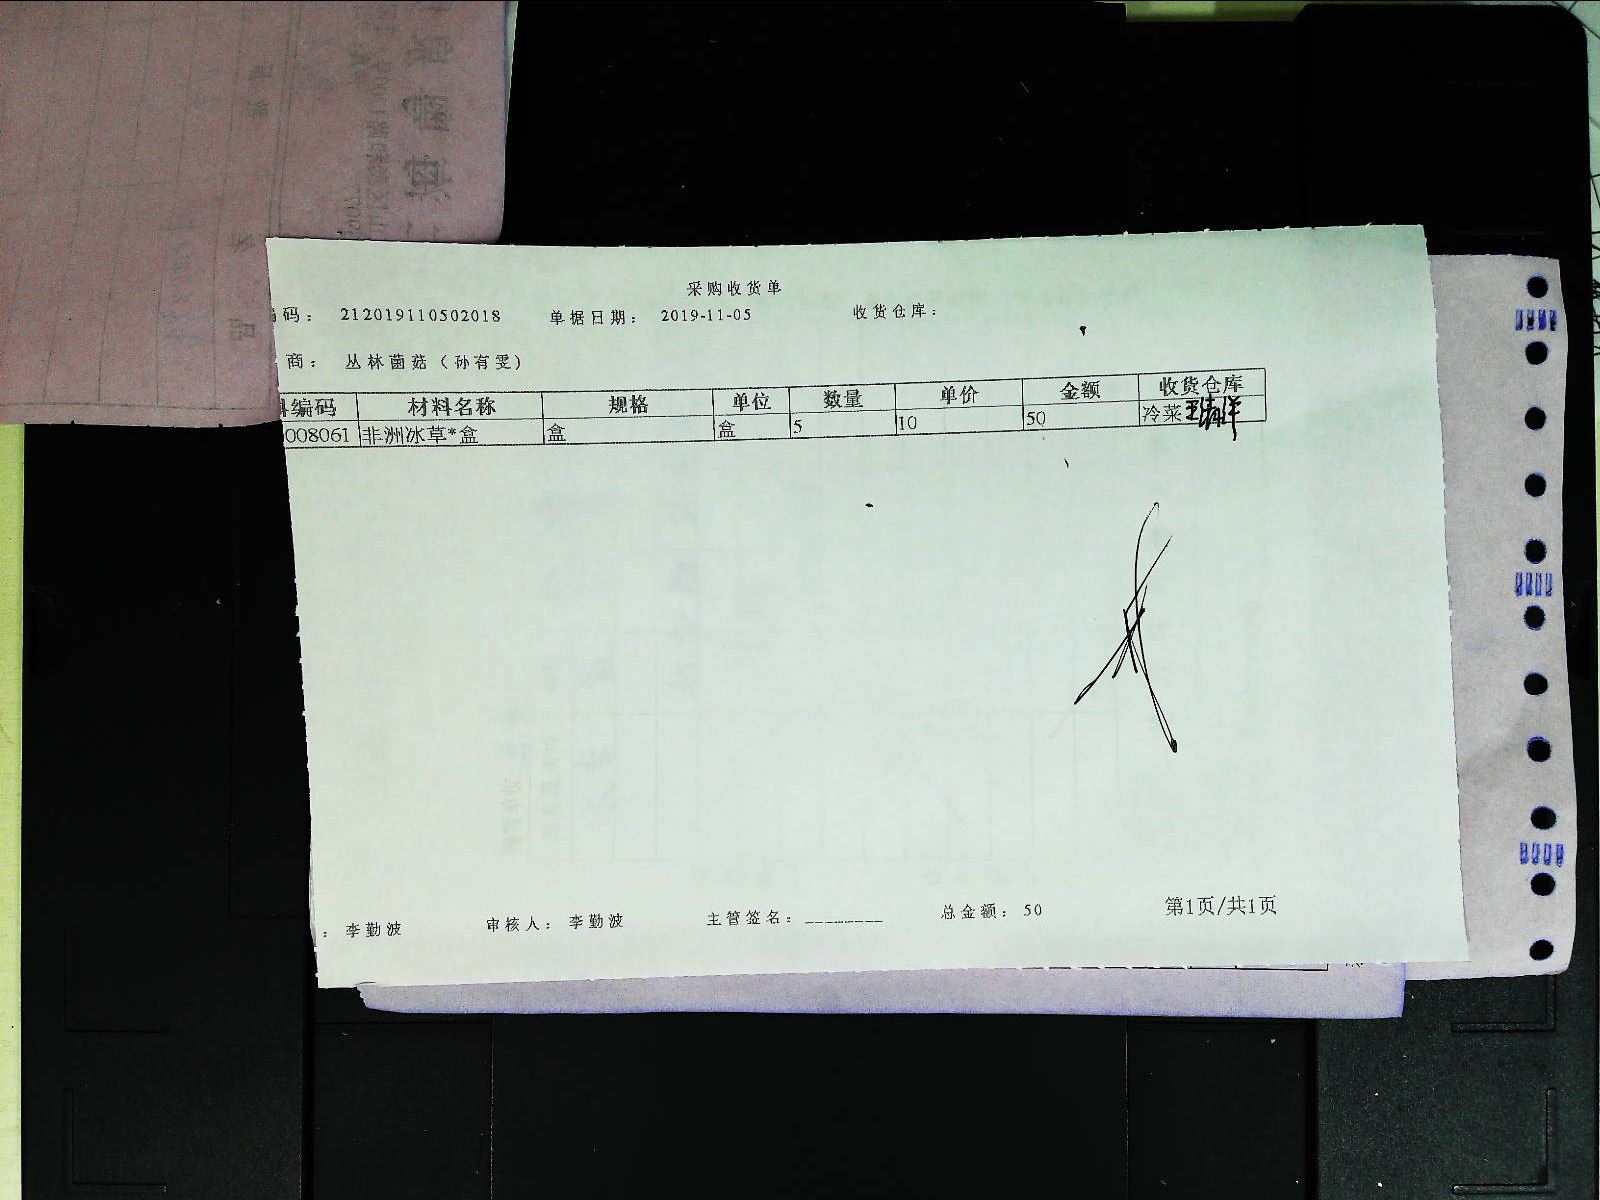 采购收货单
码： 212019110502018 单据日期： 2019-11-05 收货仓库：
商： 丛林菌菇（孙有雯）
编码 材料名称 规格 单位 数量 单价 金额 收货仓库
008061 非洲冰草*盒 盒 盒 5 10 50 冷菜
： 李勤波 审核人： 李勤波 主管签名： ________ 总金额： 50 第1页/共1页